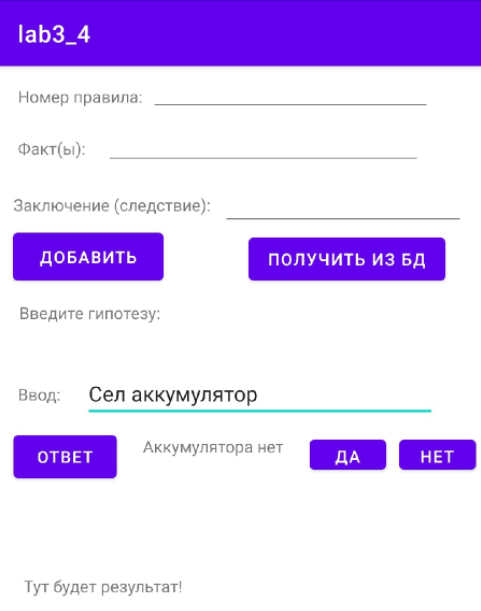 lab3_4
Номер правила:
Факт(ы):
Заключение (следствие):
ДОБАВИТЬ
ПОЛУЧИТЬ ИЗ БД
Введите гипотезу:
Ввод: Сел аккумулятор
ОТВЕТ Аккумулятора нет ДА НЕТ
Тут будет результат!